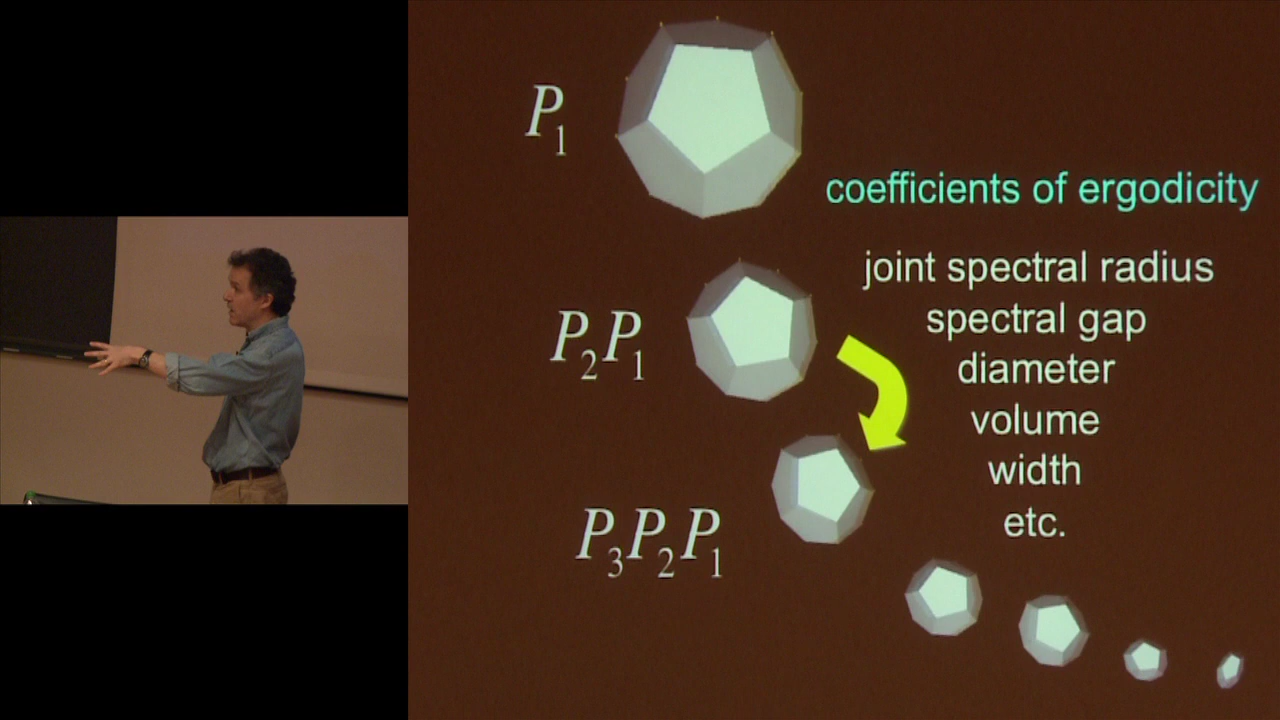 P₁
coefficients of ergodicity
joint spectral radius
spectral gap
P₂P₁
diameter
volume
width
etc.
P₃P₂P₁